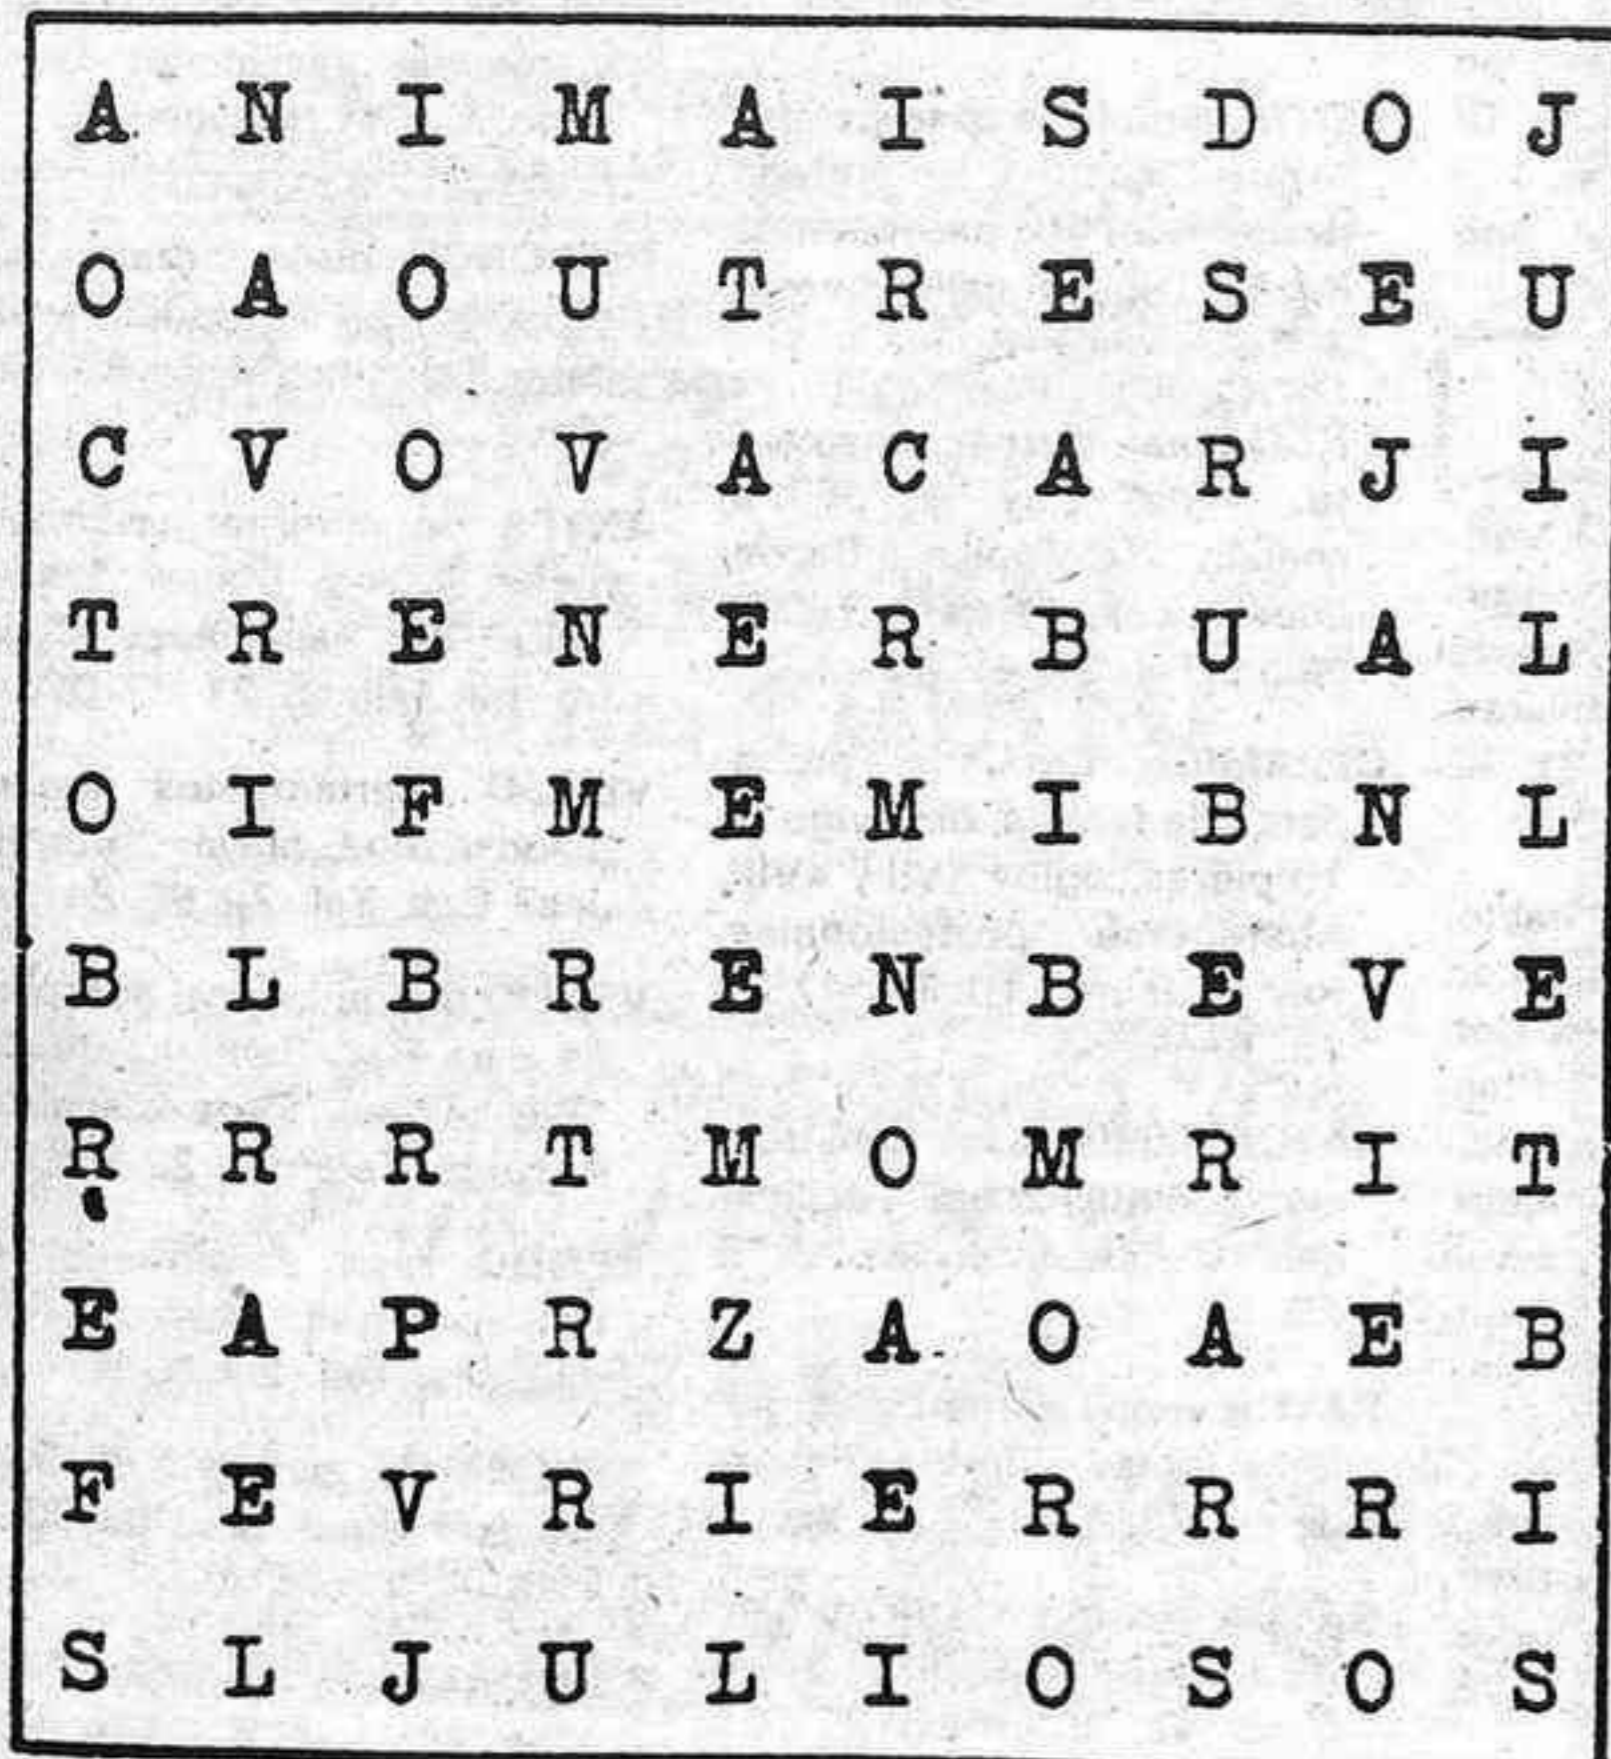 A N I M A I S D O J
O A O U T R E S E U
C V O V A C A R J I
T R E N E R B U A L
O I F M E M I B N L
B L B R E N B E V E
R R R T M O M R I T
E A P R Z A O A E B
F E V R I E R R R I
S L J U L I O S O S